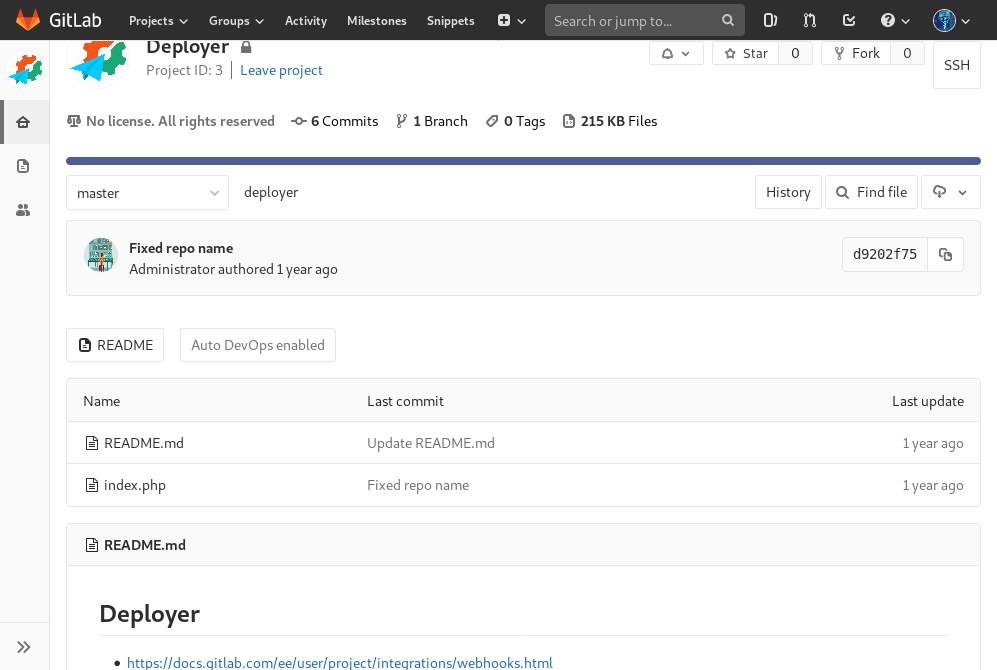 GitLab Projects Groups Activity Milestones Snippets Search or jump to...
Deployer
Project ID: 3 Leave project
Star 0 Fork 0 SSH
No license. All rights reserved 6 Commits 1 Branch 0 Tags 215 KB Files
master deployer History Find file
Fixed repo name
Administrator authored 1 year ago
d9202f75
README Auto DevOps enabled
Name Last commit Last update
README.md Update README.md 1 year ago
index.php Fixed repo name 1 year ago
README.md
Deployer
https://docs.gitlab.com/ee/user/project/integrations/webhooks.html